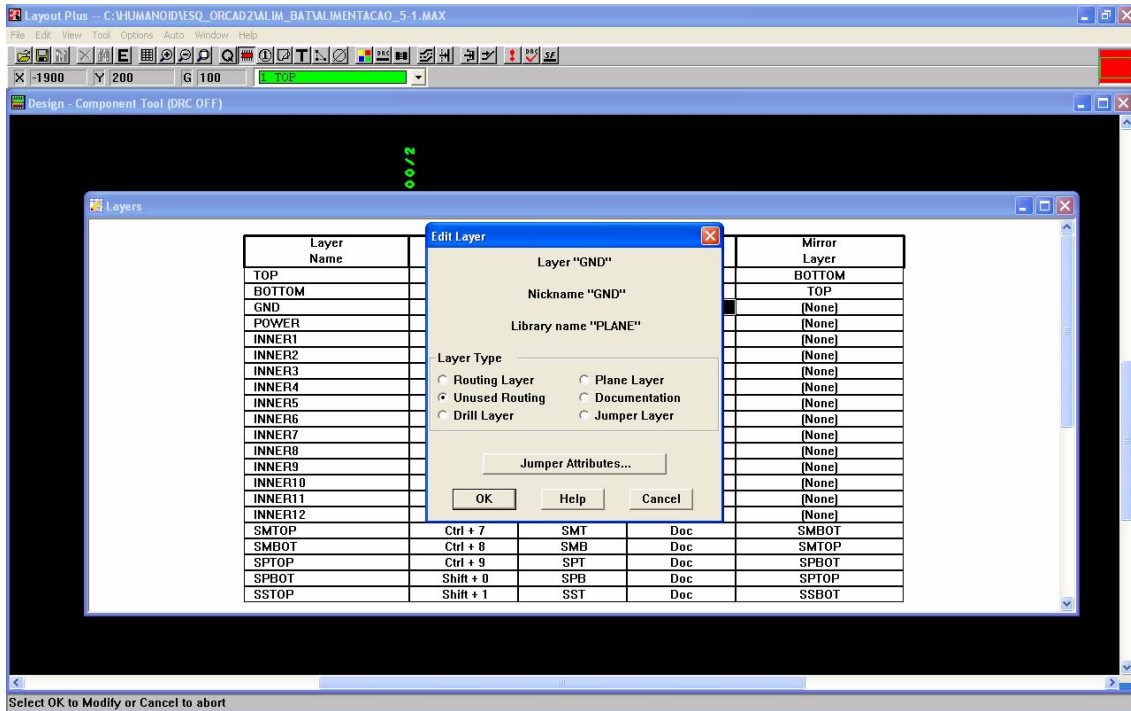 Layout Plus -- C:\HUMANOID\ESQ_ORCAD2\ALIM_BAT\ALIMENTACAO_5-1.MAX
File Edit View Tool Options Auto Window Help
X -1900 Y 200 G 100 1 TOP
Design - Component Tool (DRC OFF)
00/2
Layers
Layer Name Mirror Layer
TOP BOTTOM
BOTTOM TOP
GND (None)
POWER (None)
INNER1 (None)
INNER2 (None)
INNER3 (None)
INNER4 (None)
INNER5 (None)
INNER6 (None)
INNER7 (None)
INNER8 (None)
INNER9 (None)
INNER10 (None)
INNER11 (None)
INNER12 (None)
SMTOP Ctrl + 7 SMT Doc SMBOT
SMBOT Ctrl + 8 SMB Doc SMTOP
SPTOP Ctrl + 9 SPT Doc SPBOT
SPBOT Shift + 0 SPB Doc SPTOP
SSTOP Shift + 1 SST Doc SSBOT
Edit Layer
Layer "GND"
Nickname "GND"
Library name "PLANE"
Layer Type
Routing Layer Plane Layer
Unused Routing Documentation
Drill Layer Jumper Layer
Jumper Attributes...
OK Help Cancel
Select OK to Modify or Cancel to abort